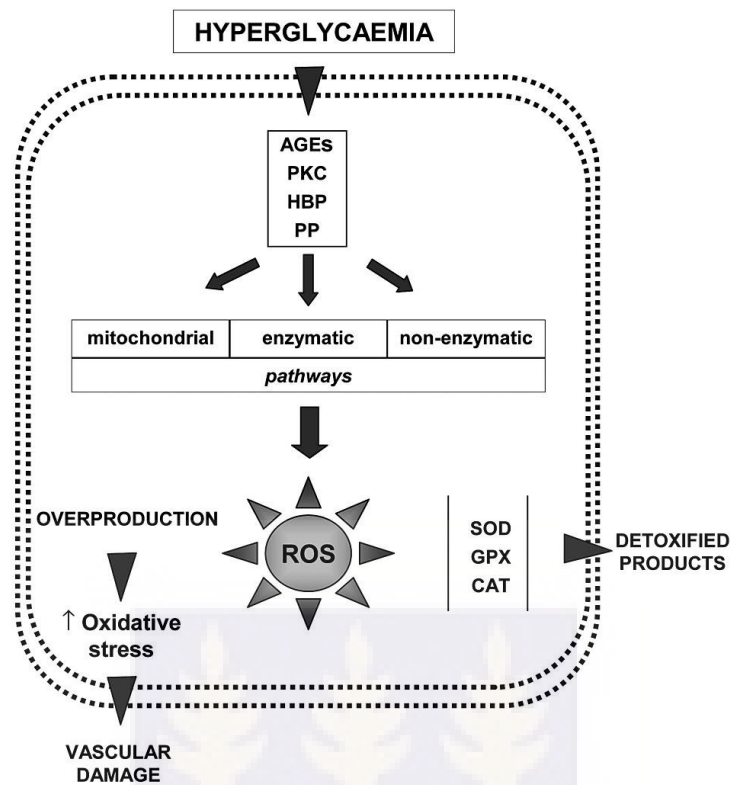 HYPERGLYCAEMIA
AGEs
PKC
HBP
PP
mitochondrial enzymatic non-enzymatic
pathways
OVERPRODUCTION
ROS
SOD
GPX
CAT
DETOXIFIED
PRODUCTS
↑ Oxidative
stress
VASCULAR
DAMAGE